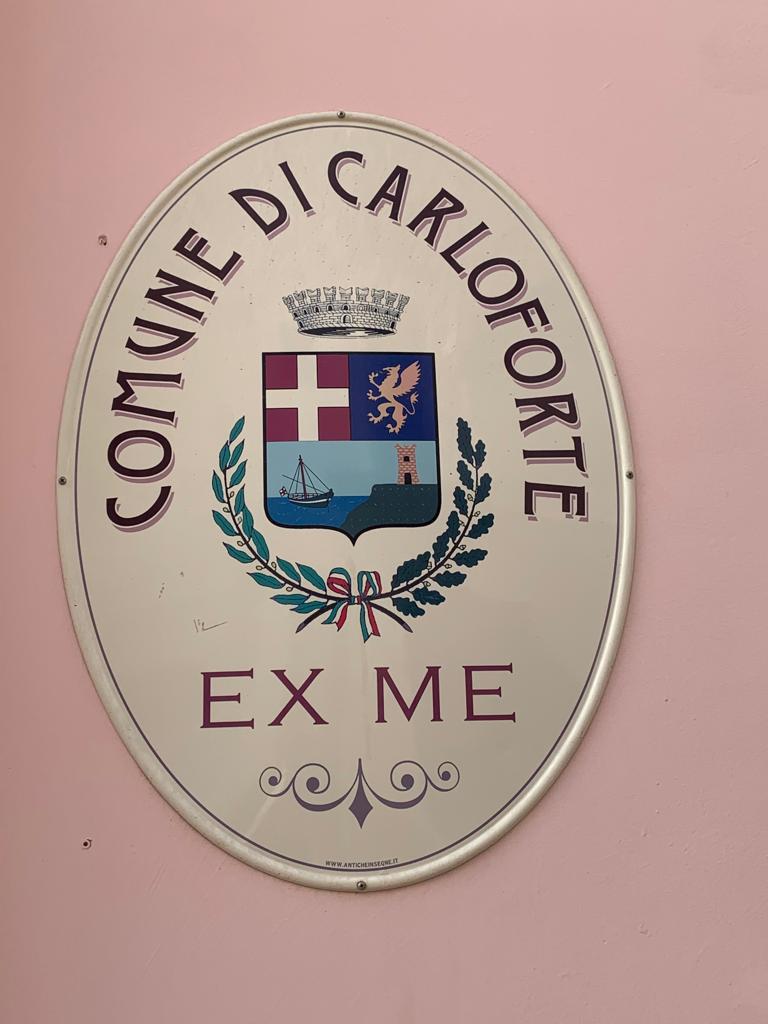 COMUNE DI CARLOFORTE
EX ME
WWW.ANTICHEINSEGNE.IT